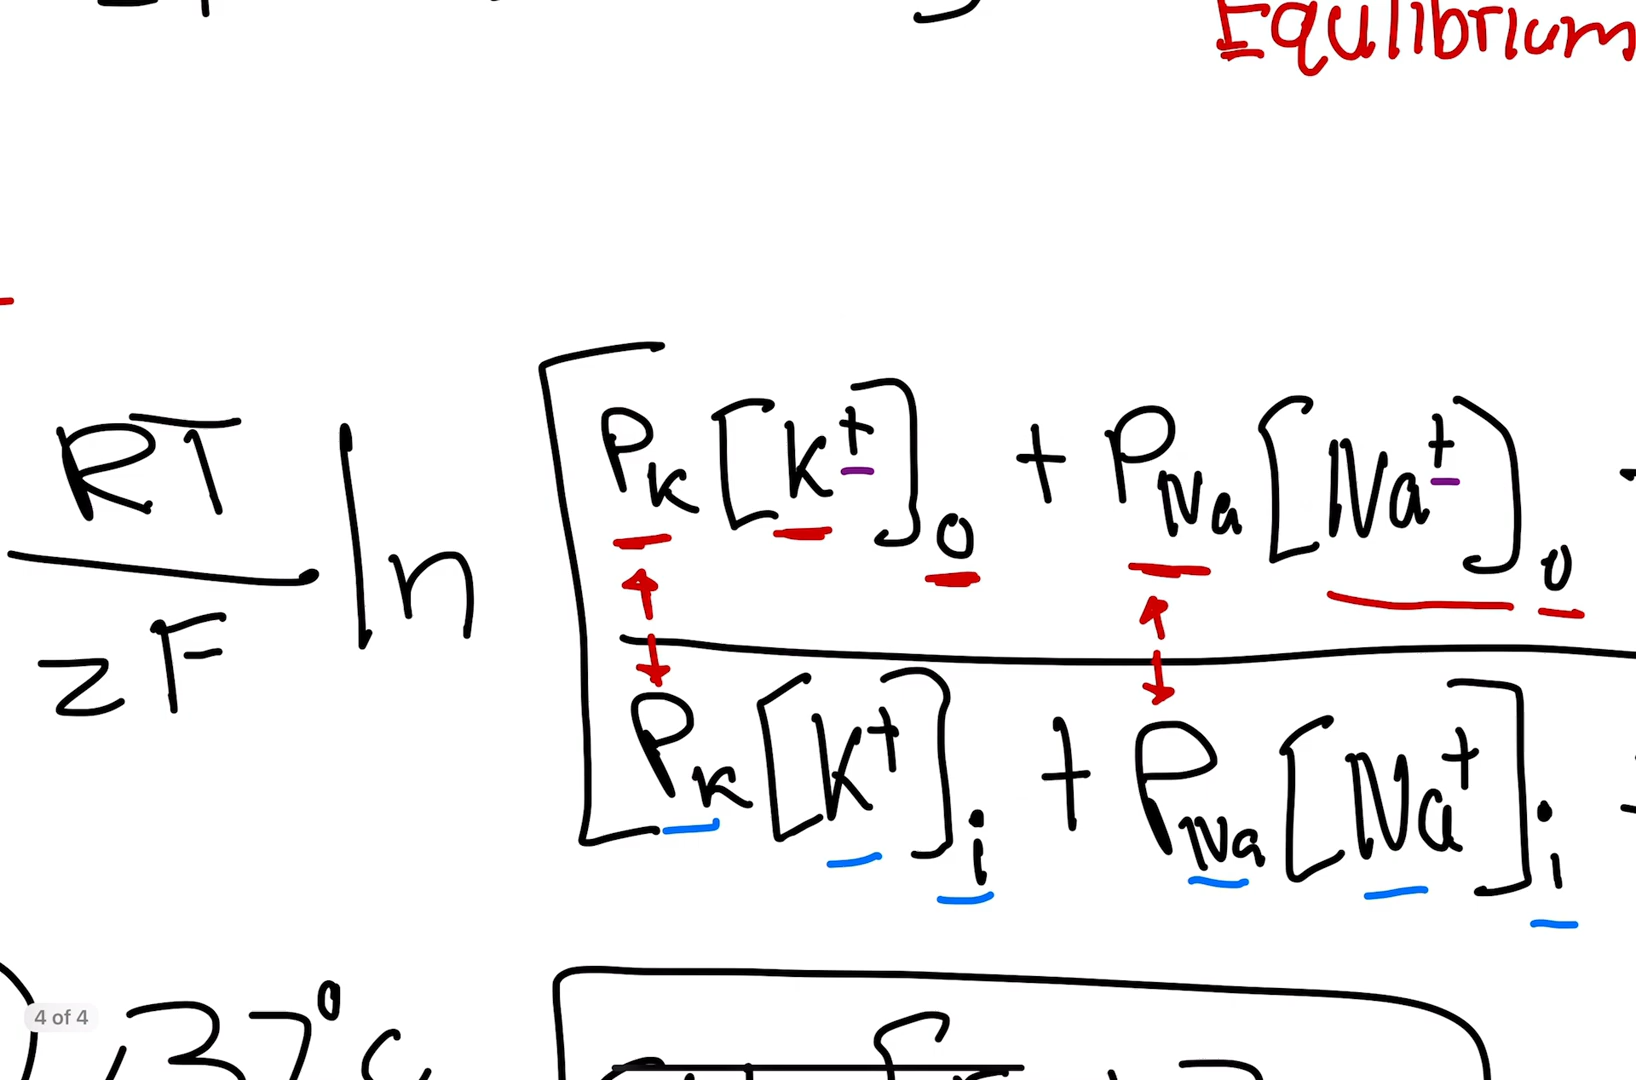 Equlibrium
RT/zF ln [P_K [K⁺]_o + P_Na [Na⁺]_o
P_K [K⁺]_i + P_Na [Na⁺]_i
4 of 4
37°C